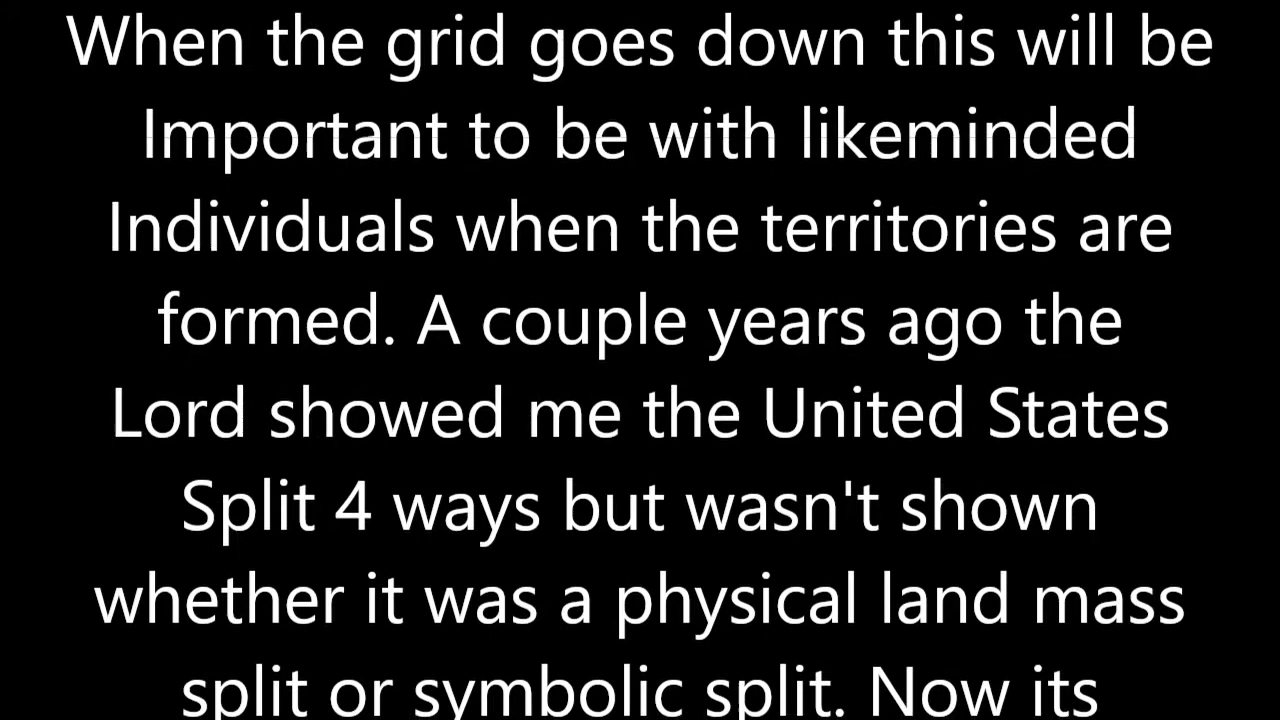 When the grid goes down this will be
Important to be with likeminded
Individuals when the territories are
formed. A couple years ago the
Lord showed me the United States
Split 4 ways but wasn't shown
whether it was a physical land mass
split or symbolic split. Now its